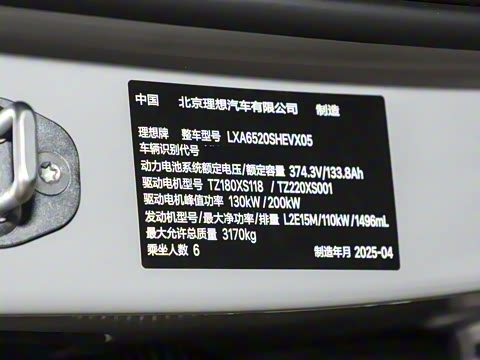 中国 北京理想汽车有限公司 制造
理想牌 整车型号 LXA6520SHEVX05
车辆识别代号
动力电池系统额定电压/额定容量 374.3V/133.8Ah
驱动电机型号 TZ180XS118 / TZ220XS001
驱动电机峰值功率 130kW / 200kW
发动机型号/最大净功率/排量 L2E15M/110kW/1496mL
最大允许总质量 3170kg
乘坐人数 6 制造年月 2025-04